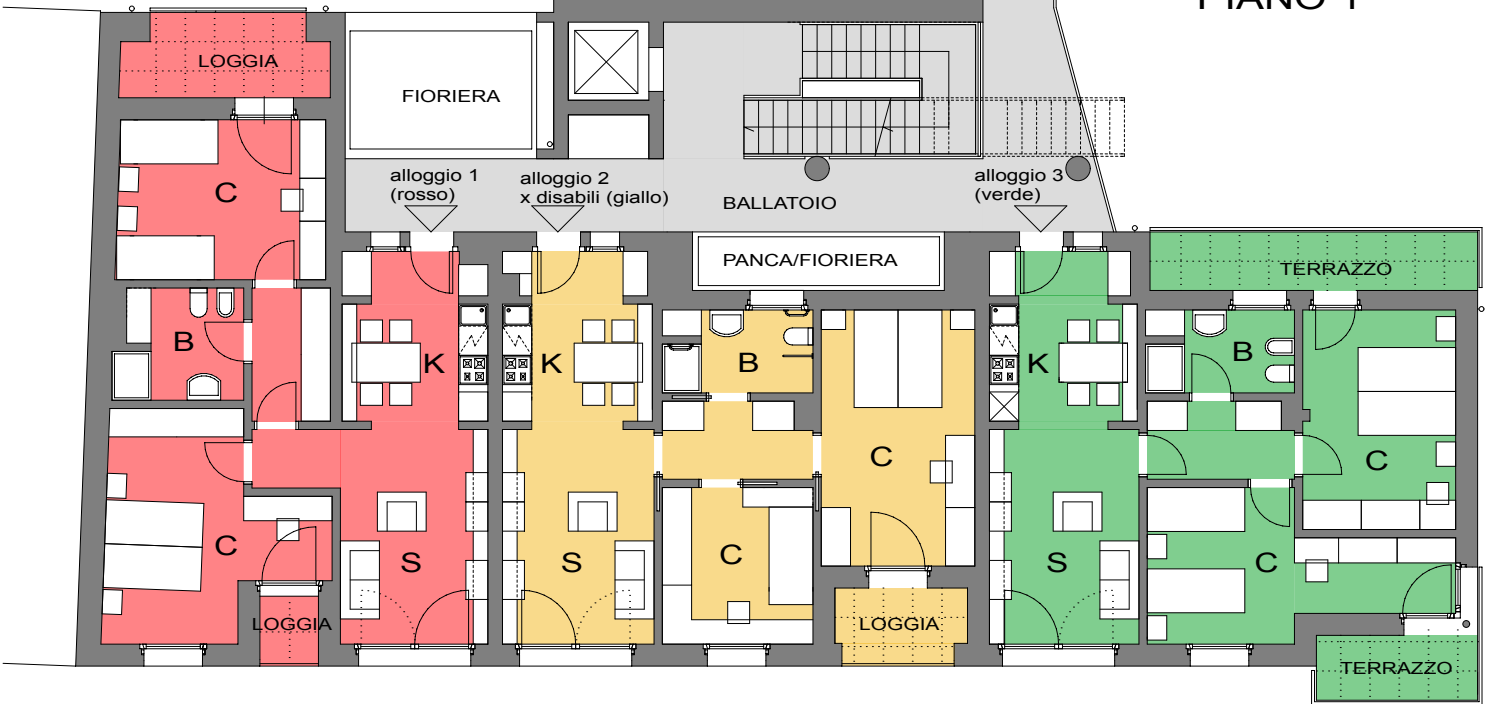 PIANO 1
LOGGIA
FIORIERA
alloggio 1
(rosso)
alloggio 2
x disabili (giallo)
BALLATOIO
alloggio 3
(verde)
C
PANCA/FIORIERA
TERRAZZO
B
K
K
B
K
B
C
C
C
S
S
C
S
C
LOGGIA
LOGGIA
TERRAZZO